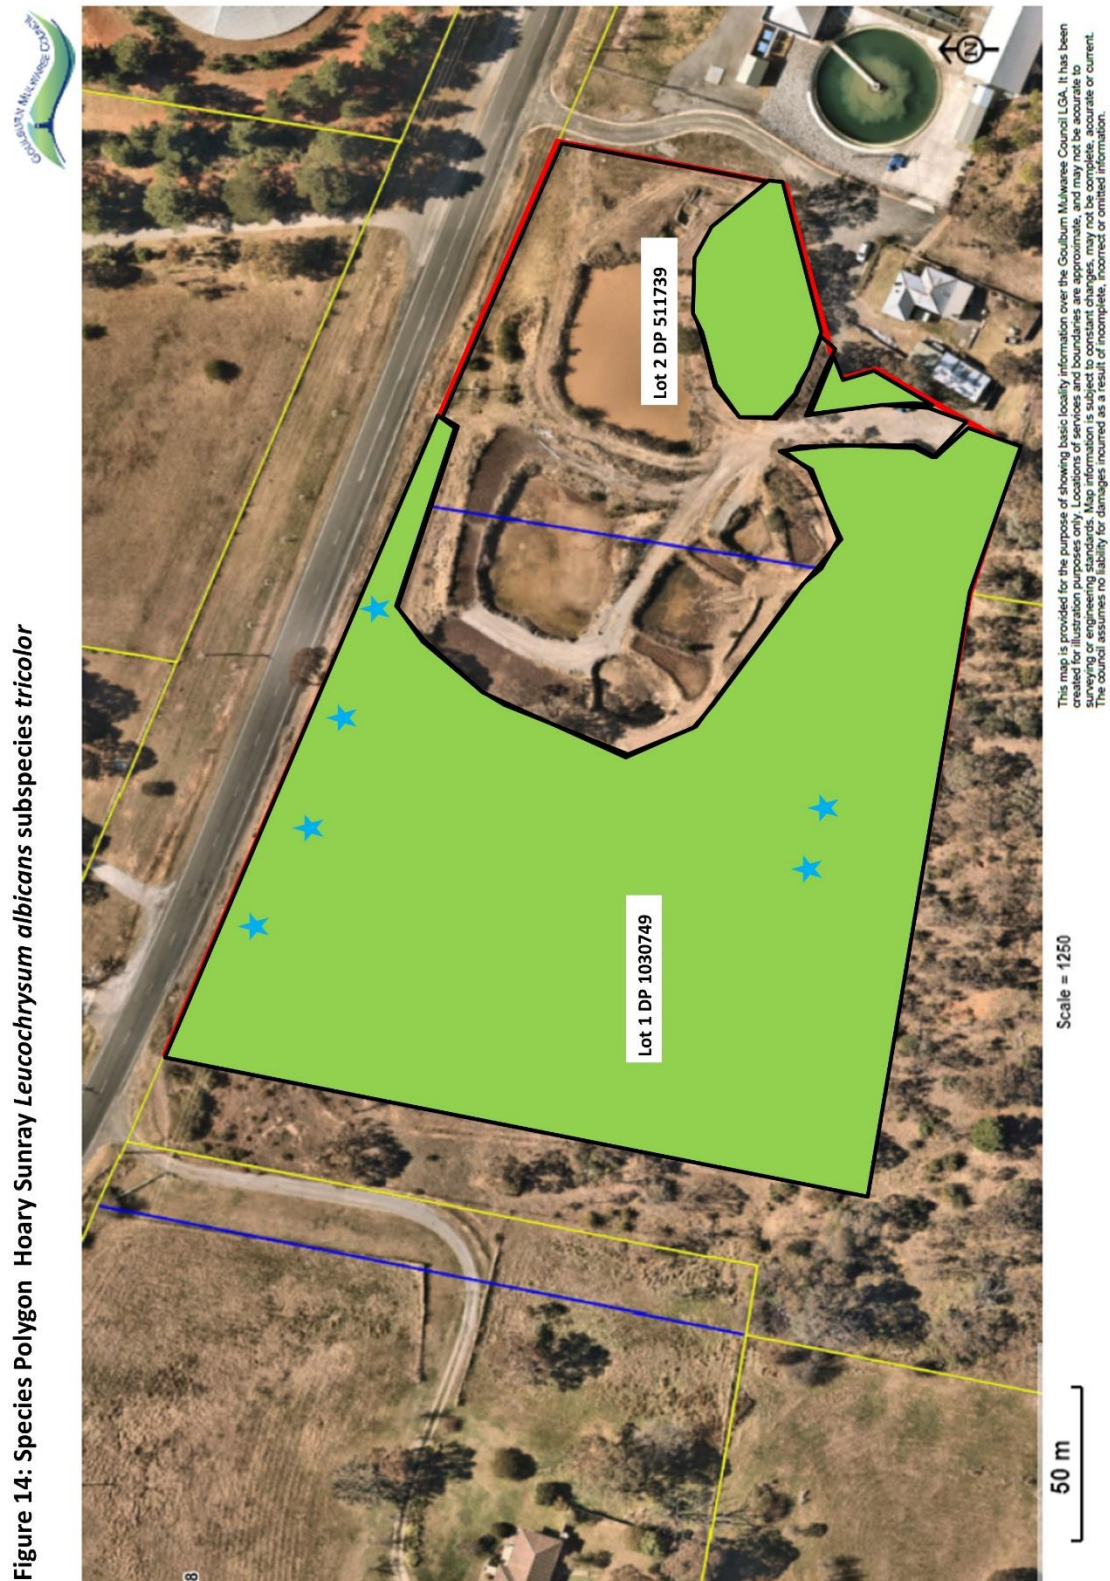 Figure 14: Species Polygon Hoary Sunray Leucochrysum albicans subspecies tricolor
GOULBURN MULWAREE COUNCIL
N
Lot 2 DP 511739
Lot 1 DP 1030749
8
50 m
Scale = 1250
This map is provided for the purpose of showing basic locality information over the Goulburn Mulwaree Council LGA. It has been
created for illustration purposes only. Locations of services and boundaries are approximate, and may not be accurate to
surveying or engineering standards. Map information is subject to constant changes, may not be complete, accurate or current.
The council assumes no liability for damages incurred as a result of incomplete, incorrect or omitted information.